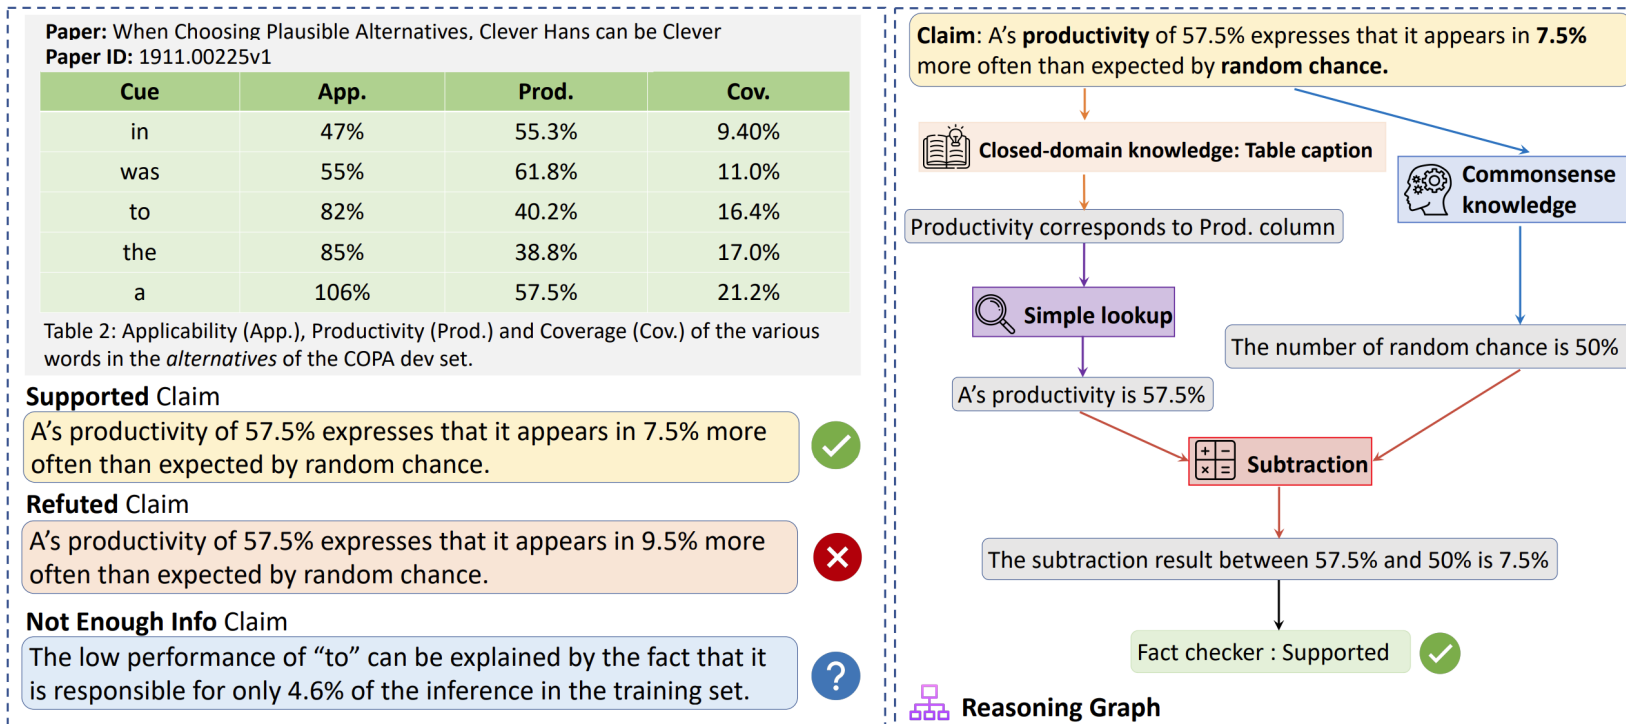 Paper: When Choosing Plausible Alternatives, Clever Hans can be Clever
Paper ID: 1911.00225v1
Cue App. Prod. Cov.
in 47% 55.3% 9.40%
was 55% 61.8% 11.0%
to 82% 40.2% 16.4%
the 85% 38.8% 17.0%
a 106% 57.5% 21.2%
Table 2: Applicability (App.), Productivity (Prod.) and Coverage (Cov.) of the various
words in the alternatives of the COPA dev set.
Supported Claim
A’s productivity of 57.5% expresses that it appears in 7.5% more
often than expected by random chance.
Refuted Claim
A’s productivity of 57.5% expresses that it appears in 9.5% more
often than expected by random chance.
Not Enough Info Claim
The low performance of “to” can be explained by the fact that it
is responsible for only 4.6% of the inference in the training set.
?
Claim: A’s productivity of 57.5% expresses that it appears in 7.5%
more often than expected by random chance.
Closed-domain knowledge: Table caption
Commonsense
knowledge
Productivity corresponds to Prod. column
Simple lookup
The number of random chance is 50%
A’s productivity is 57.5%
Subtraction
The subtraction result between 57.5% and 50% is 7.5%
Fact checker : Supported
Reasoning Graph